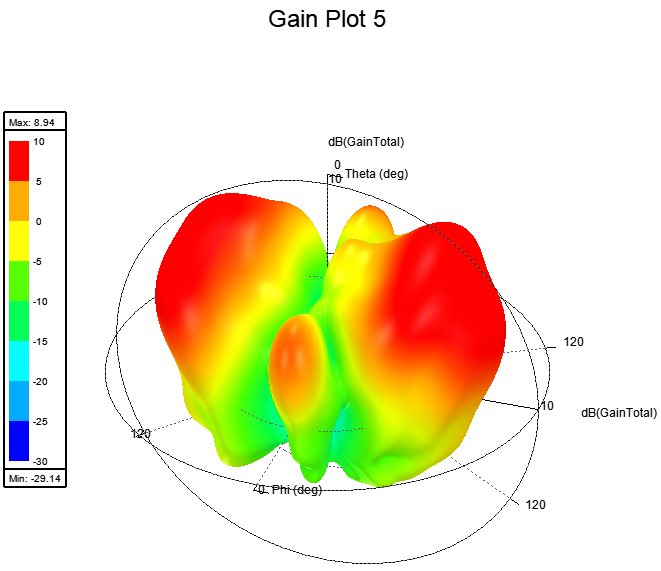 Gain Plot 5
Max: 8.94
10
5
0
-5
-10
-15
-20
-25
-30
Min: -29.14
dB(GainTotal)
0
10
Theta (deg)
120
10
dB(GainTotal)
120
120
0
Phi (deg)